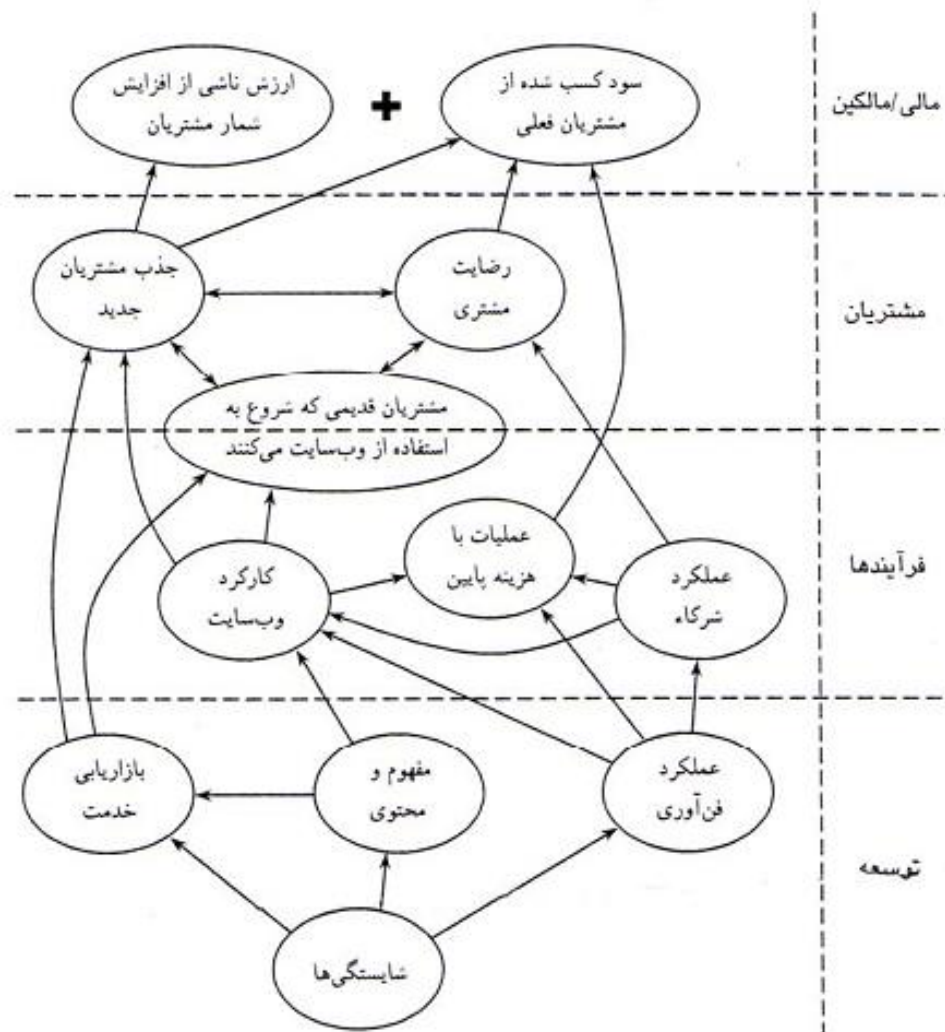 مالی/مالکین
سود کسب شده از
مشتریان فعلی
+
ارزش ناشی از افزایش
شمار مشتریان
مشتریان
رضایت
مشتری
جذب مشتریان
جدید
مشتریان قدیمی که شروع به
استفاده از وب‌سایت می‌کنند
فرآیندها
عملکرد
شرکاء
عملیات با
هزینه پایین
کارکرد
وب‌سایت
توسعه
عملکرد
فن‌آوری
مفهوم و
محتوی
بازاریابی
خدمت
شایستگی‌ها